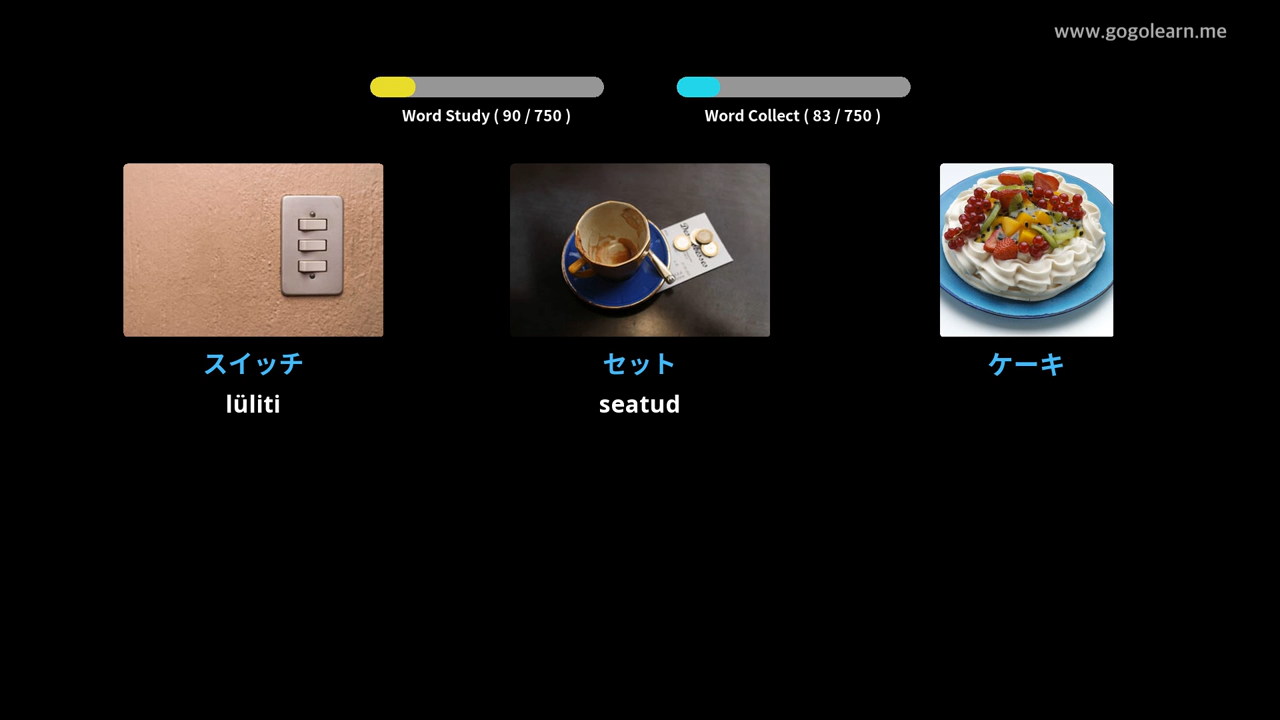 www.gogolearn.me
Word Study ( 90 / 750 )
Word Collect ( 83 / 750 )
スイッチ
lüliti
セット
seatud
ケーキ